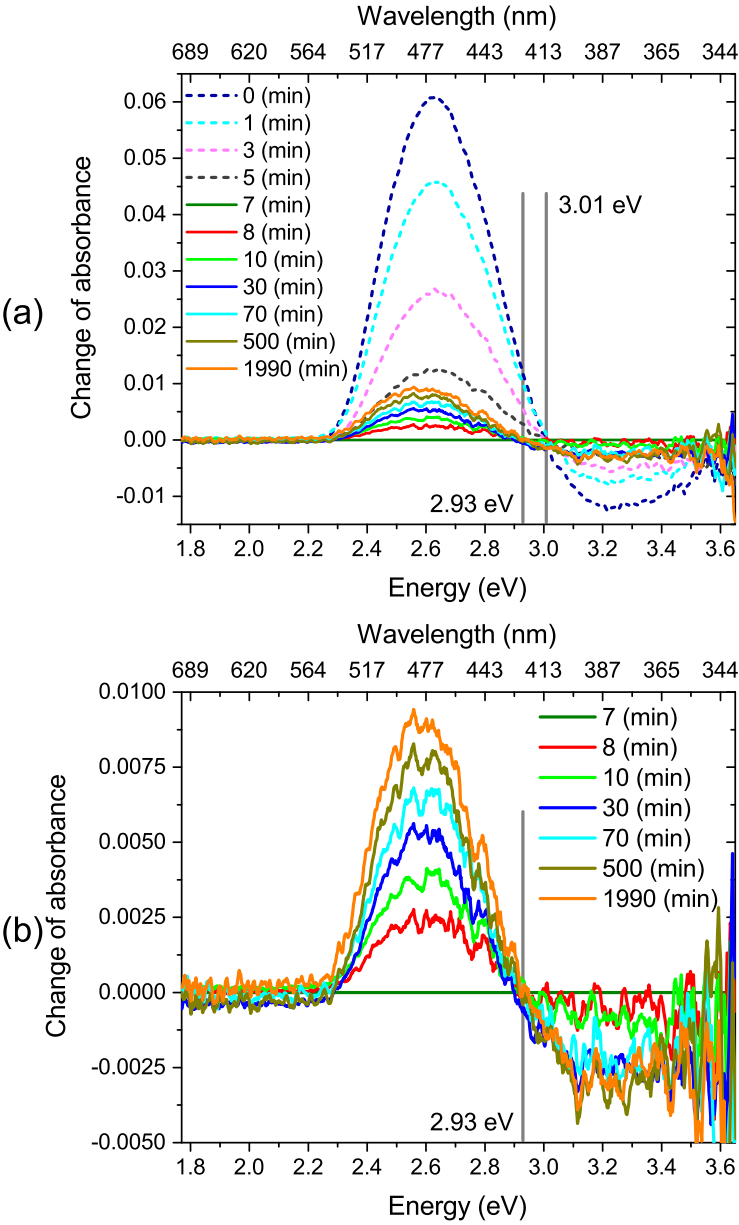 Wavelength (nm)
689 620 564 517 477 443 413 387 365 344
0.06
0.05
0.04
0.03
0.02
0.01
0.00
-0.01
Change of absorbance
(a)
0 (min)
1 (min)
3 (min)
5 (min)
7 (min)
8 (min)
10 (min)
30 (min)
70 (min)
500 (min)
1990 (min)
3.01 eV
2.93 eV
1.8 2.0 2.2 2.4 2.6 2.8 3.0 3.2 3.4 3.6
Energy (eV)
Wavelength (nm)
689 620 564 517 477 443 413 387 365 344
0.0100
0.0075
0.0050
0.0025
0.0000
-0.0025
-0.0050
Change of absorbance
(b)
7 (min)
8 (min)
10 (min)
30 (min)
70 (min)
500 (min)
1990 (min)
2.93 eV
1.8 2.0 2.2 2.4 2.6 2.8 3.0 3.2 3.4 3.6
Energy (eV)